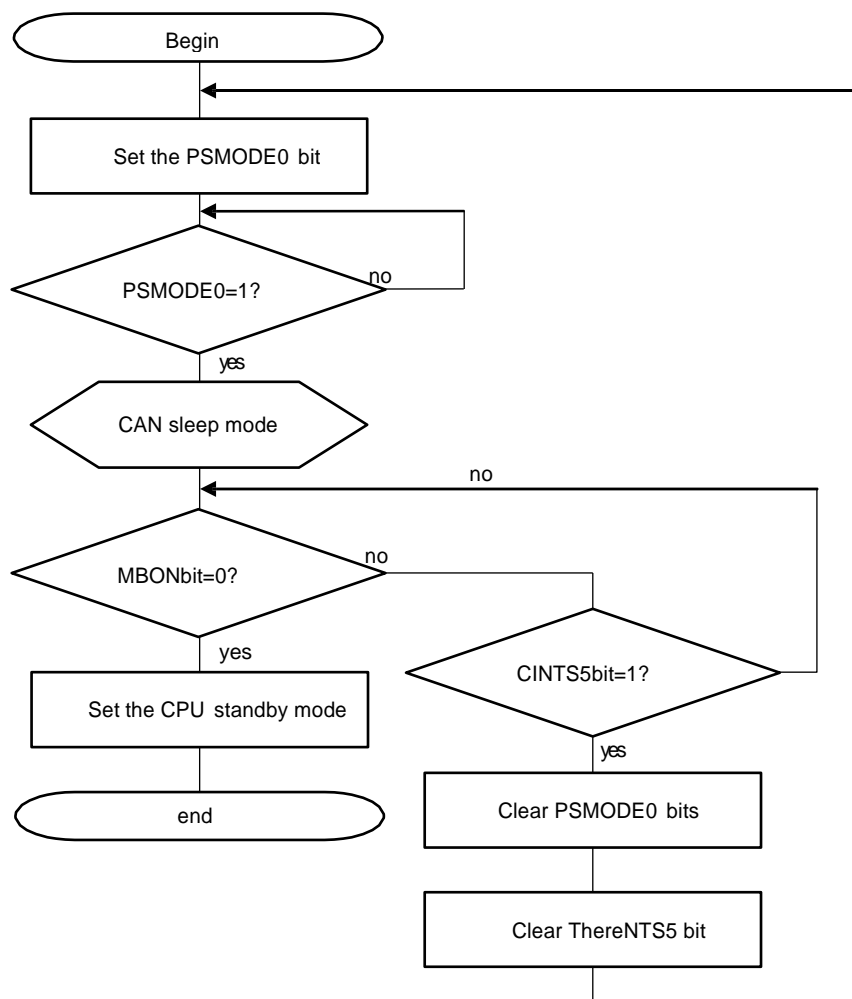 Begin
Set the PSMODE0 bit
no
PSMODE0=1?
yes
CAN sleep mode
no
no
MBONbit=0?
yes
CINTS5bit=1?
Set the CPU standby mode
yes
end
Clear PSMODE0 bits
Clear ThereNTS5 bit